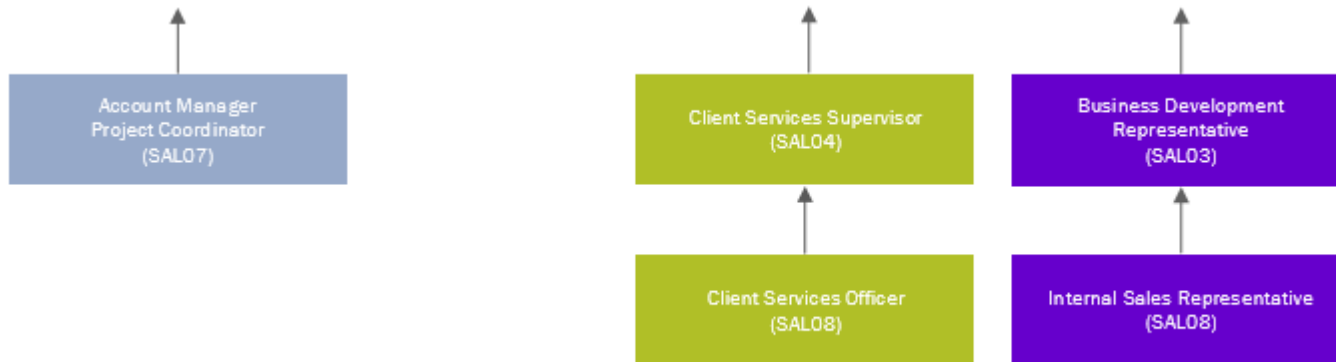 Account Manager
Project Coordinator
(SAL07)
Client Services Supervisor
(SAL04)
Business Development
Representative
(SAL03)
Client Services Officer
(SAL08)
Internal Sales Representative
(SAL08)